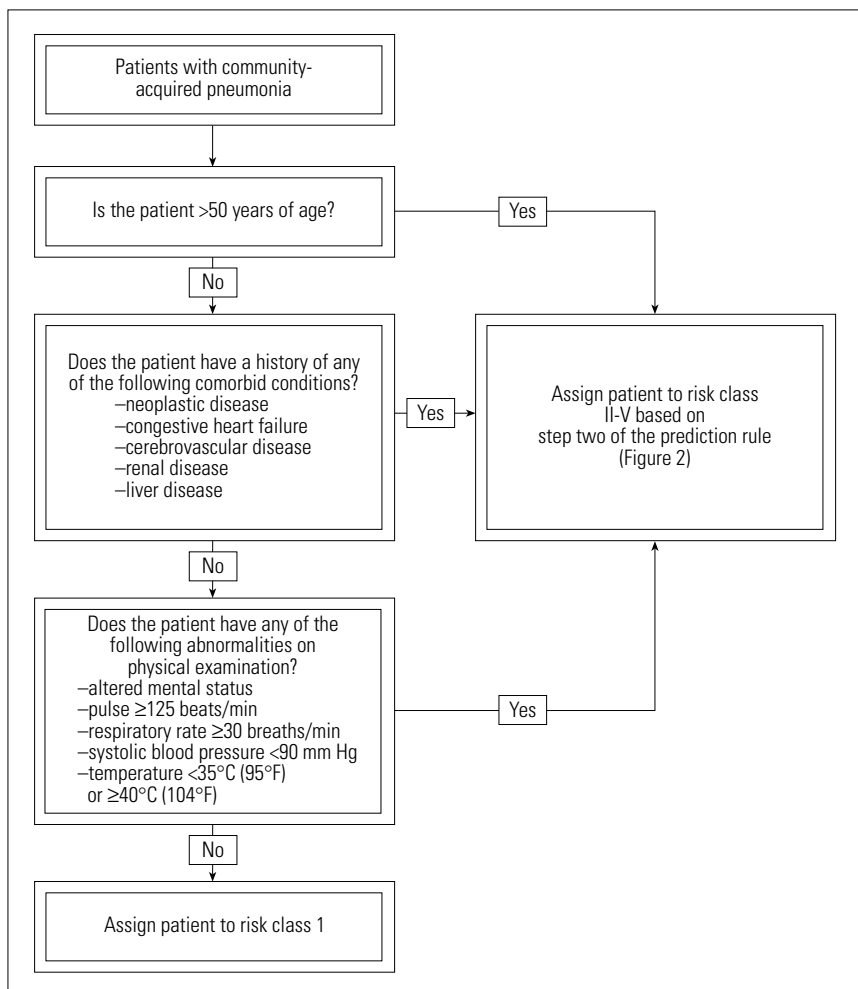 Patients with community-
acquired pneumonia
Is the patient >50 years of age?
Yes
No
Does the patient have a history of any
of the following comorbid conditions?
–neoplastic disease
–congestive heart failure
–cerebrovascular disease
–renal disease
–liver disease
Yes
Assign patient to risk class
II-V based on
step two of the prediction rule
(Figure 2)
No
Does the patient have any of the
following abnormalities on
physical examination?
–altered mental status
–pulse ≥125 beats/min
–respiratory rate ≥30 breaths/min
–systolic blood pressure <90 mm Hg
–temperature <35°C (95°F)
or ≥40°C (104°F)
Yes
No
Assign patient to risk class 1